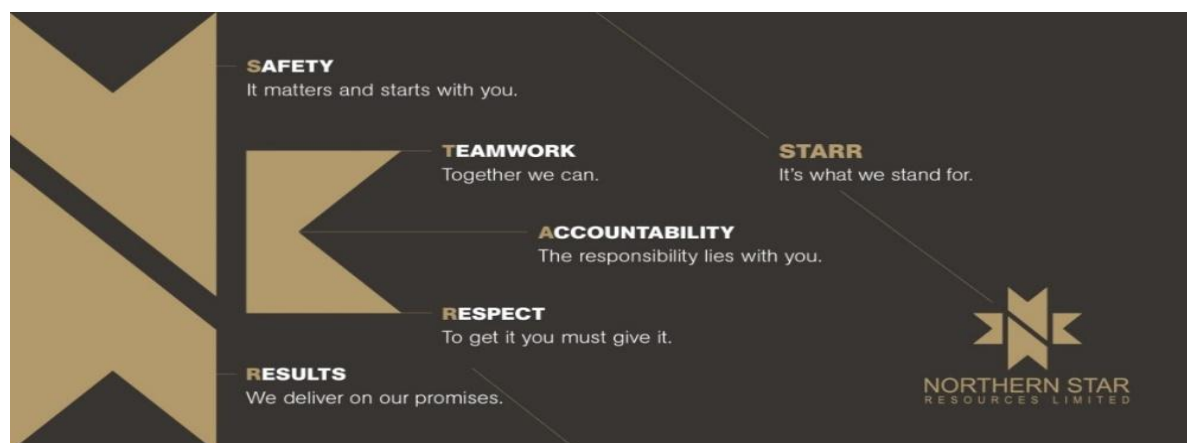 SAFETY
It matters and starts with you.
TEAMWORK
Together we can.
STARR
It's what we stand for.
ACCOUNTABILITY
The responsibility lies with you.
RESPECT
To get it you must give it.
RESULTS
We deliver on our promises.
NORTHERN STAR
RESOURCES LIMITED